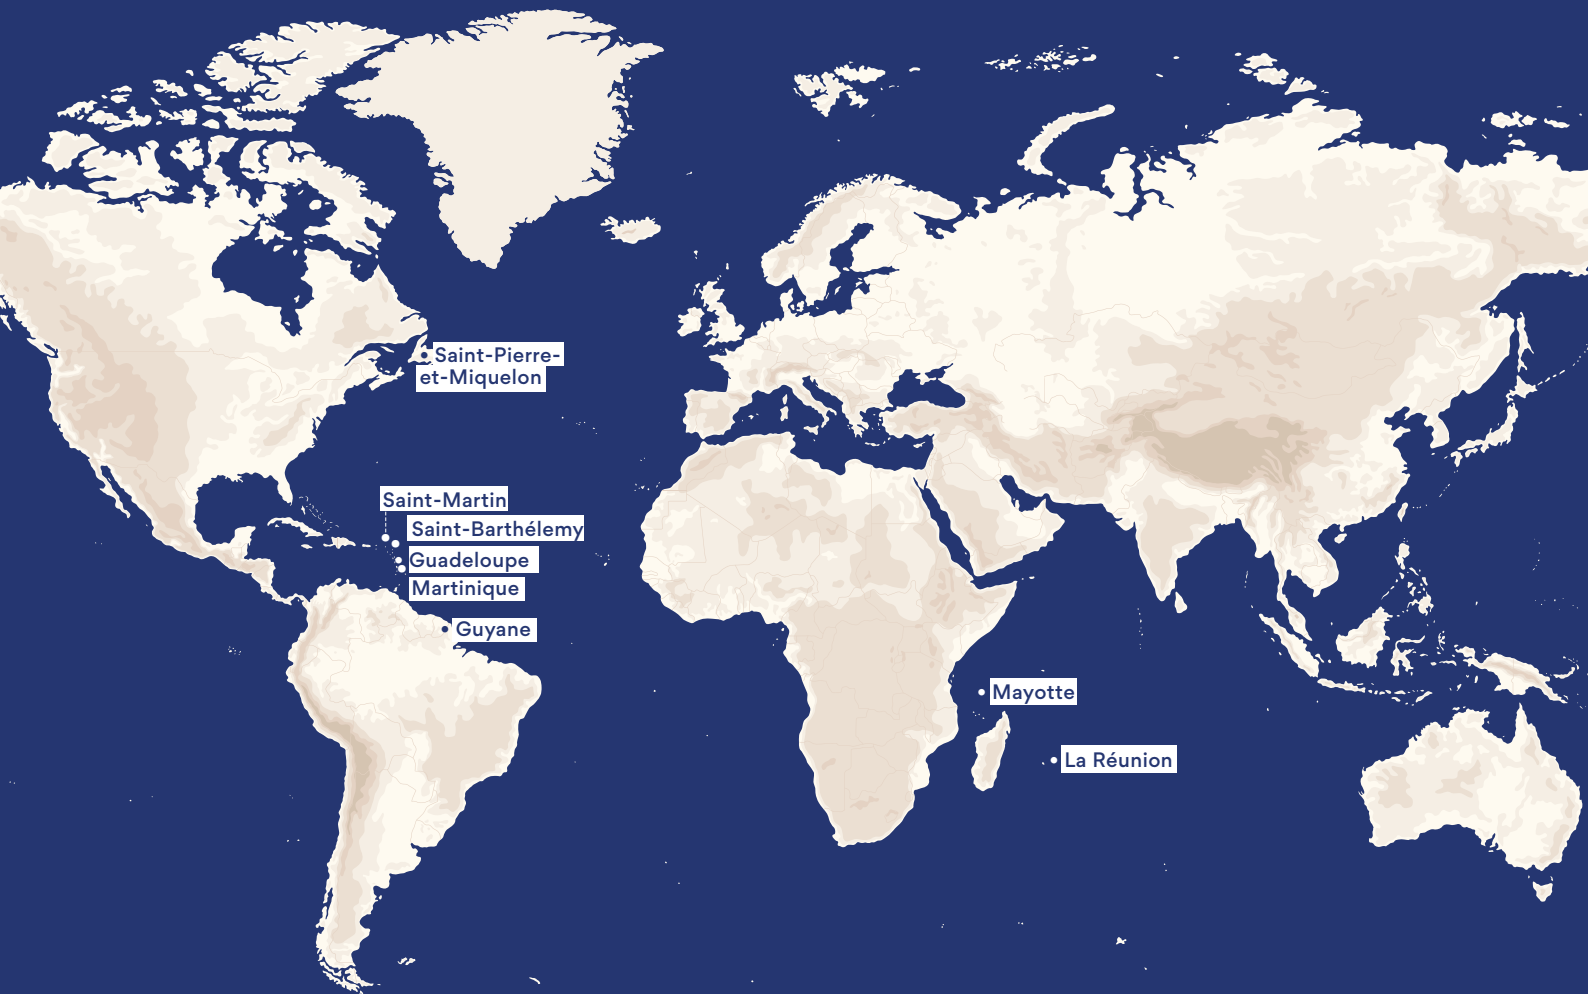 Saint-Pierre-
et-Miquelon
Saint-Martin
Saint-Barthélemy
Guadeloupe
Martinique
Guyane
Mayotte
La Réunion